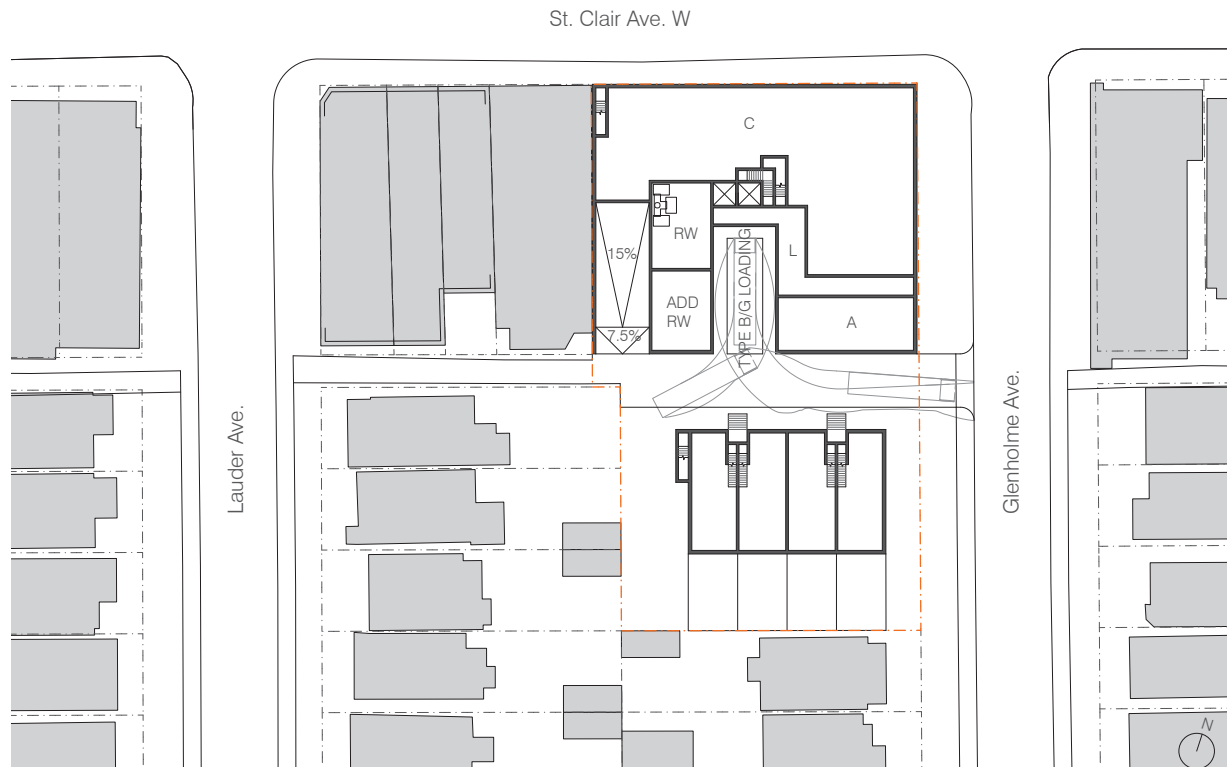 St. Clair Ave. W
C
RW
15%
TYPE B/G LOADING
L
ADD
RW
A
7.5%
Lauder Ave.
Glenholme Ave.
N